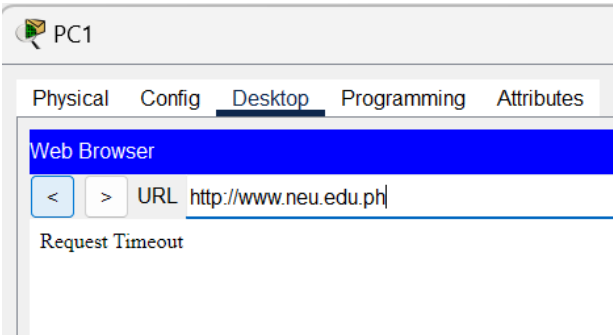 PC1
Physical Config Desktop Programming Attributes
Web Browser
< > URL http://www.neu.edu.ph
Request Timeout